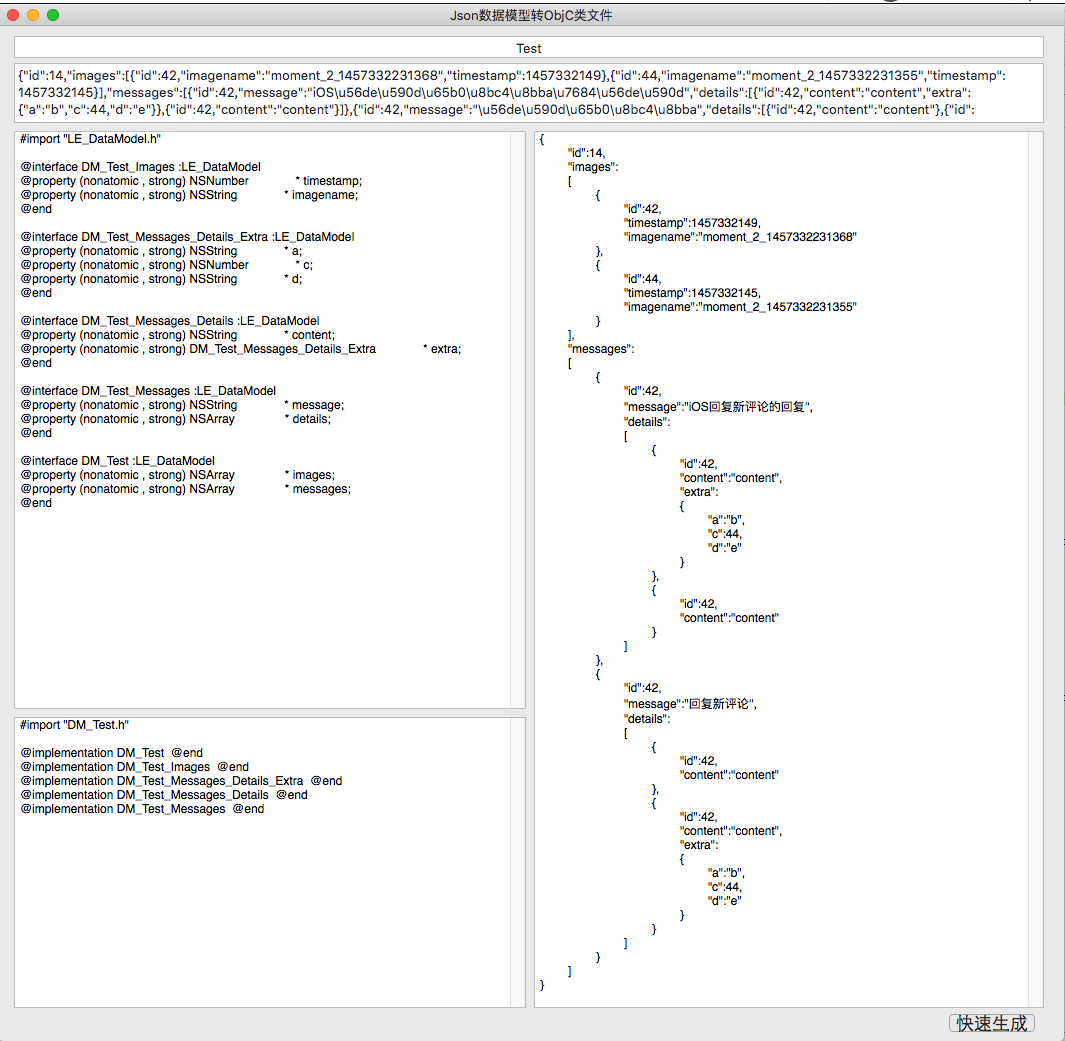 Json数据模型转ObjC类文件
Test
{"id":14,"images":[{"id":42,"imagename":"moment_2_1457332231368","timestamp":1457332149},{"id":44,"imagename":"moment_2_1457332231355","timestamp":
1457332145}],"messages":[{"id":42,"message":"iOS\u56de\u590d\u65b0\u8bc4\u8bba\u7684\u56de\u590d","details":[{"id":42,"content":"content","extra":
{"a":"b","c":44,"d":"e"}},{"id":42,"content":"content"}]},{"id":42,"message":"\u56de\u590d\u65b0\u8bc4\u8bba","details":[{"id":42,"content":"content"},{"id":
#import "LE_DataModel.h"
@interface DM_Test_Images :LE_DataModel
@property (nonatomic , strong) NSNumber * timestamp;
@property (nonatomic , strong) NSString * imagename;
@end
@interface DM_Test_Messages_Details_Extra :LE_DataModel
@property (nonatomic , strong) NSString * a;
@property (nonatomic , strong) NSNumber * c;
@property (nonatomic , strong) NSString * d;
@end
@interface DM_Test_Messages_Details :LE_DataModel
@property (nonatomic , strong) NSString * content;
@property (nonatomic , strong) DM_Test_Messages_Details_Extra * extra;
@end
@interface DM_Test_Messages :LE_DataModel
@property (nonatomic , strong) NSString * message;
@property (nonatomic , strong) NSArray * details;
@end
@interface DM_Test :LE_DataModel
@property (nonatomic , strong) NSArray * images;
@property (nonatomic , strong) NSArray * messages;
@end
#import "DM_Test.h"
@implementation DM_Test @end
@implementation DM_Test_Images @end
@implementation DM_Test_Messages_Details_Extra @end
@implementation DM_Test_Messages_Details @end
@implementation DM_Test_Messages @end
{
"id":14,
"images":
[
{
"id":42,
"timestamp":1457332149,
"imagename":"moment_2_1457332231368"
},
{
"id":44,
"timestamp":1457332145,
"imagename":"moment_2_1457332231355"
}
],
"messages":
[
{
"id":42,
"message":"iOS回复新评论的回复",
"details":
[
{
"id":42,
"content":"content",
"extra":
{
"a":"b",
"c":44,
"d":"e"
}
},
{
"id":42,
"content":"content"
}
]
},
{
"id":42,
"message":"回复新评论",
"details":
[
{
"id":42,
"content":"content"
},
{
"id":42,
"content":"content",
"extra":
{
"a":"b",
"c":44,
"d":"e"
}
}
]
}
]
}
快速生成